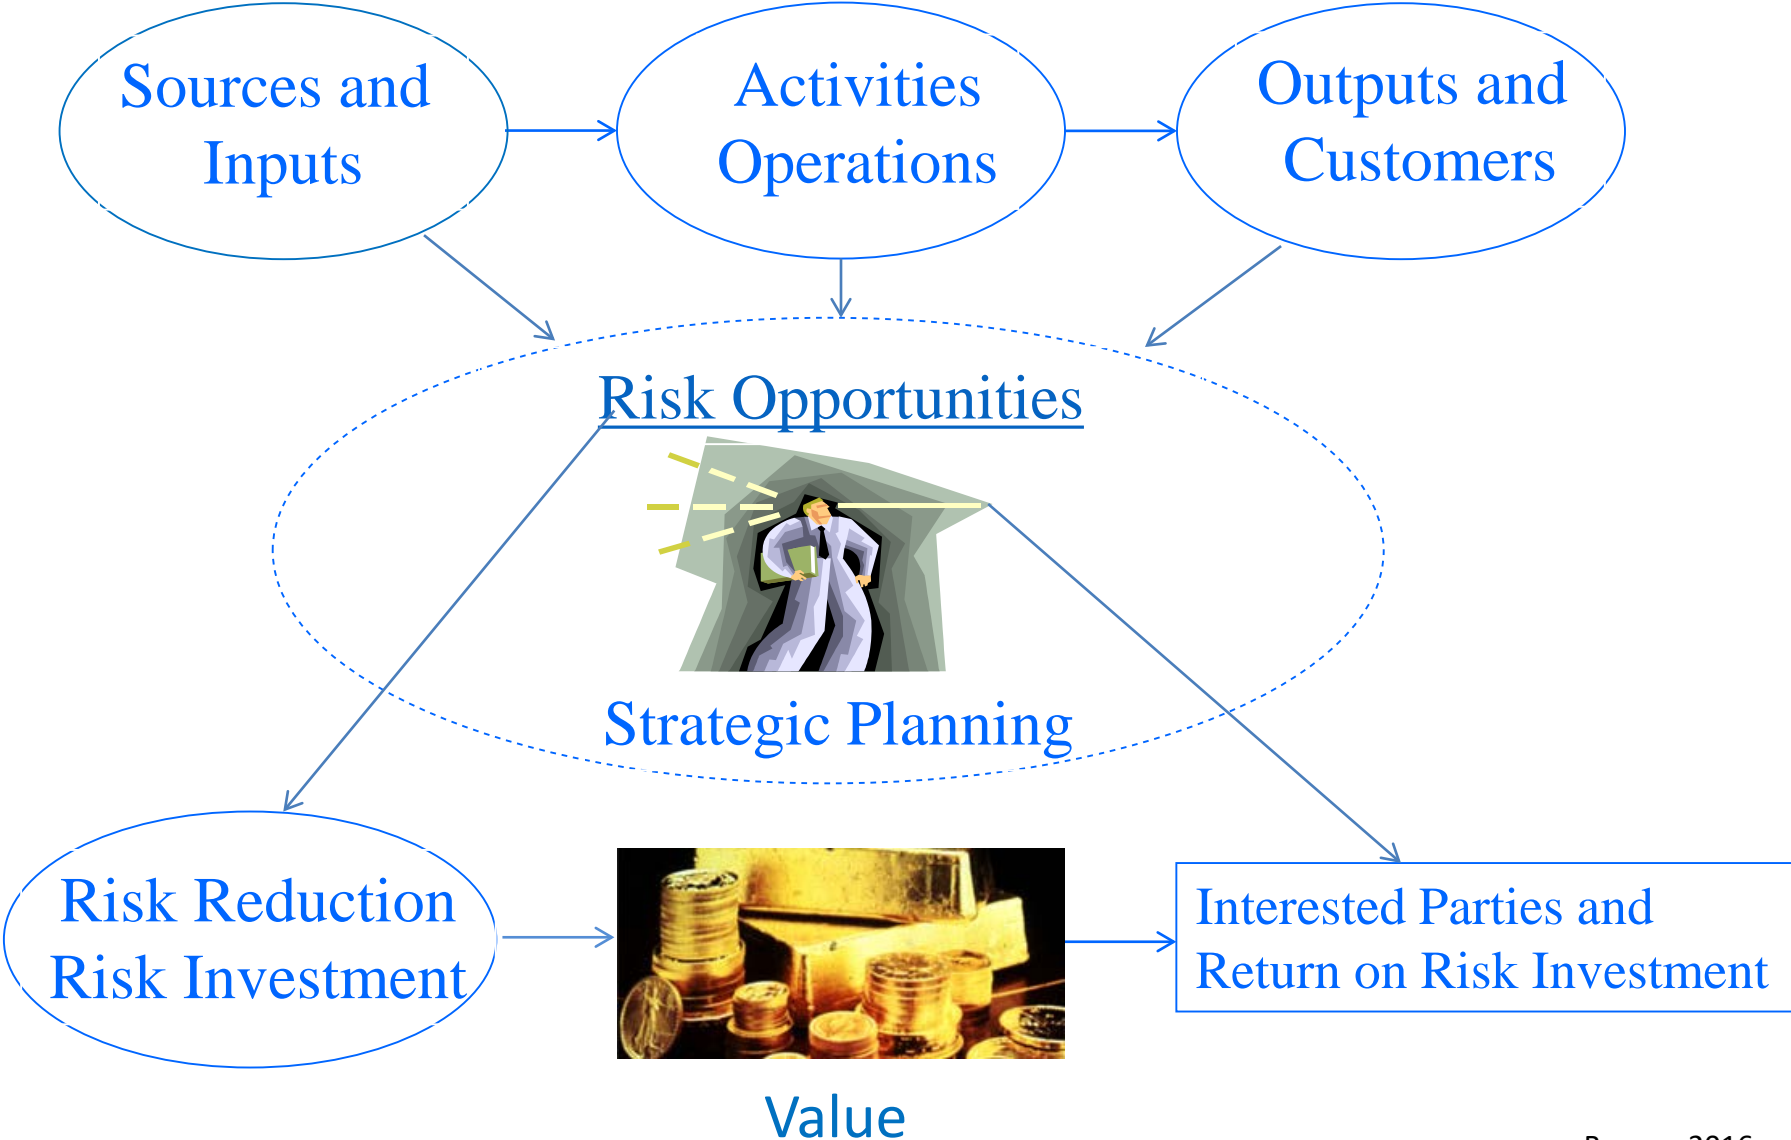 Sources and
Inputs
Activities
Operations
Outputs and
Customers
Risk Opportunities
Strategic Planning
Risk Reduction
Risk Investment
Interested Parties and
Return on Risk Investment
Value
2016